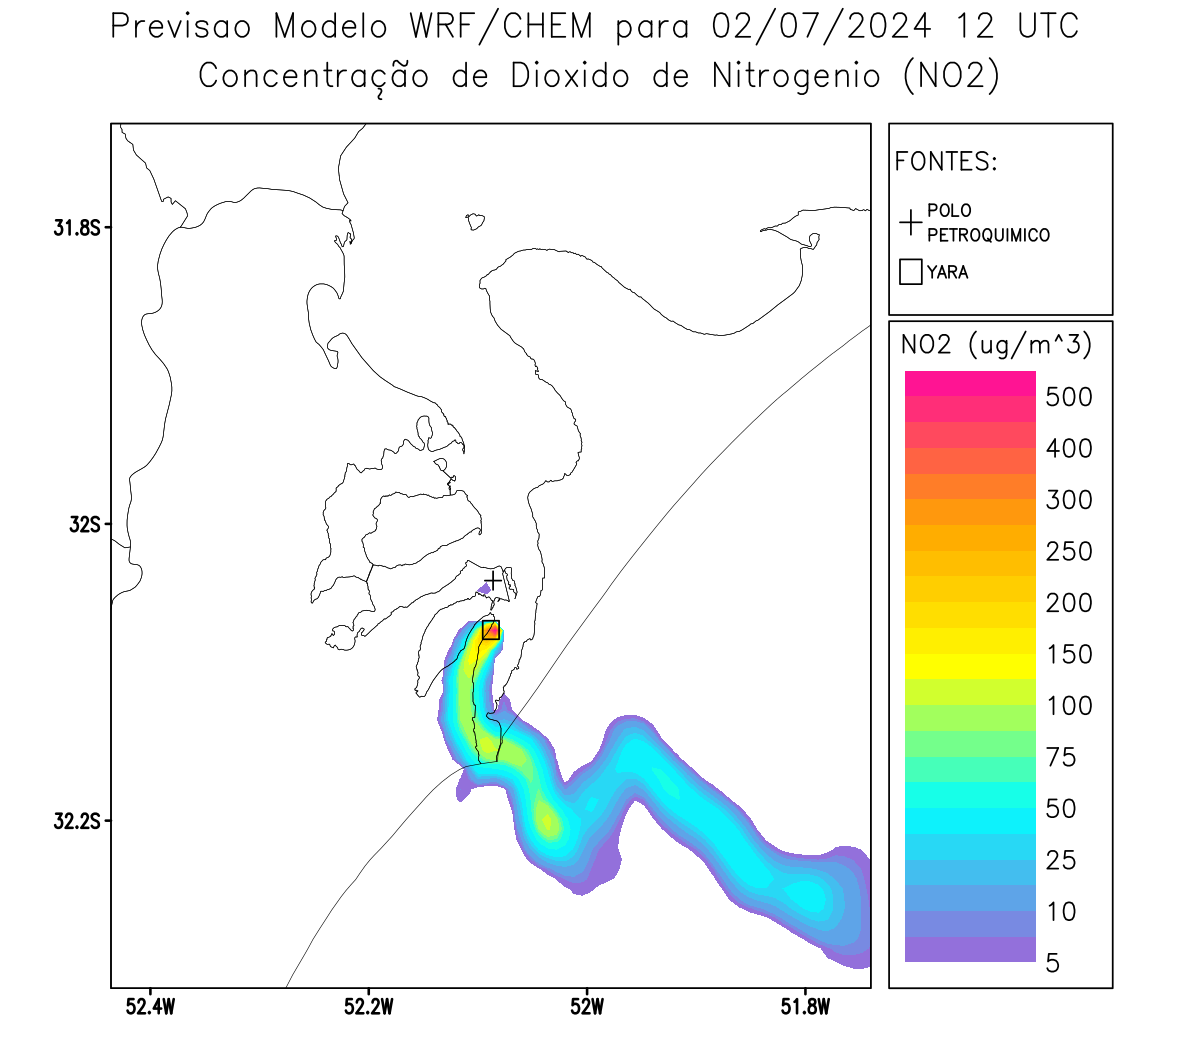 Previsao Modelo WRF/CHEM para 02/07/2024 12 UTC
Concentração de Dioxido de Nitrogenio (NO2)
FONTES:
POLO
PETROQUIMICO
YARA
NO2 (ug/m^3)
500
400
300
250
200
150
100
75
50
25
10
5
31.8S
32S
32.2S
52.4W
52.2W
52W
51.8W